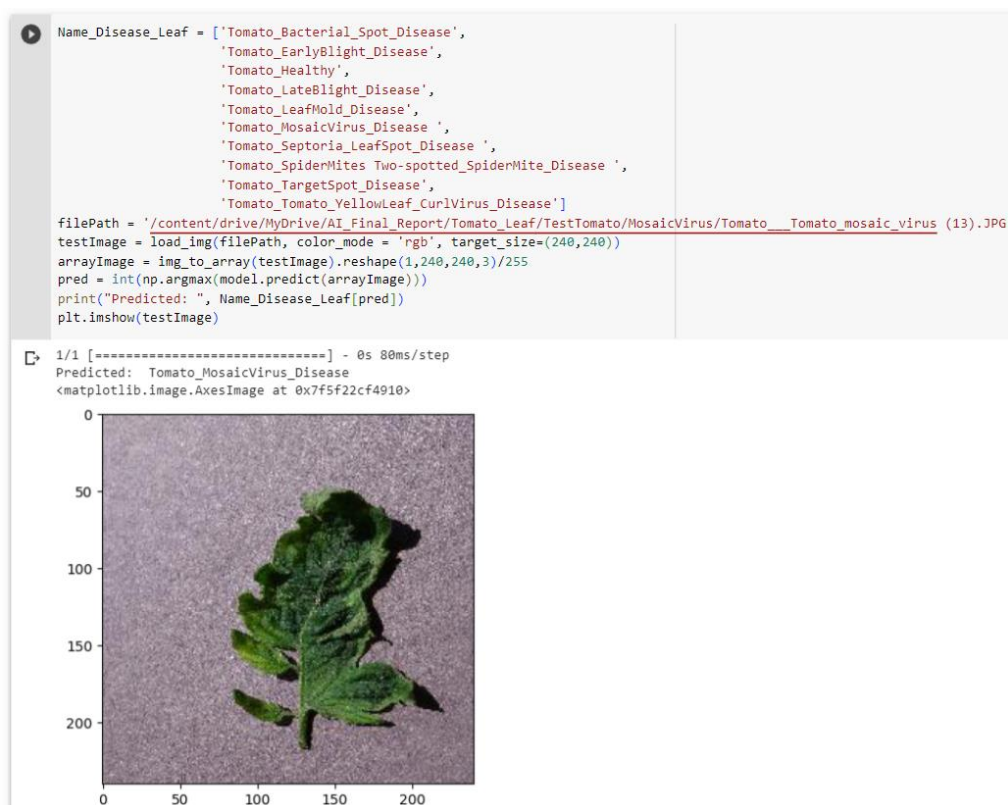 Name_Disease_Leaf = ['Tomato_Bacterial_Spot_Disease',
'Tomato_EarlyBlight_Disease',
'Tomato_Healthy',
'Tomato_LateBlight_Disease',
'Tomato_LeafMold_Disease',
'Tomato_MosaicVirus_Disease ',
'Tomato_Septoria_LeafSpot_Disease ',
'Tomato_SpiderMites Two-spotted_SpiderMite_Disease ',
'Tomato_TargetSpot_Disease',
'Tomato_Tomato_YellowLeaf_CurlVirus_Disease']
filePath = '/content/drive/MyDrive/AI_Final_Report/Tomato_Leaf/TestTomato/MosaicVirus/Tomato___Tomato_mosaic_virus (13).JPG
testImage = load_img(filePath, color_mode = 'rgb', target_size=(240,240))
arrayImage = img_to_array(testImage).reshape(1,240,240,3)/255
pred = int(np.argmax(model.predict(arrayImage)))
print("Predicted: ", Name_Disease_Leaf[pred])
plt.imshow(testImage)
1/1 [==============================] - 0s 80ms/step
Predicted:  Tomato_MosaicVirus_Disease
<matplotlib.image.AxesImage at 0x7f5f22cf4910>
0
50
100
150
200
0 50 100 150 200